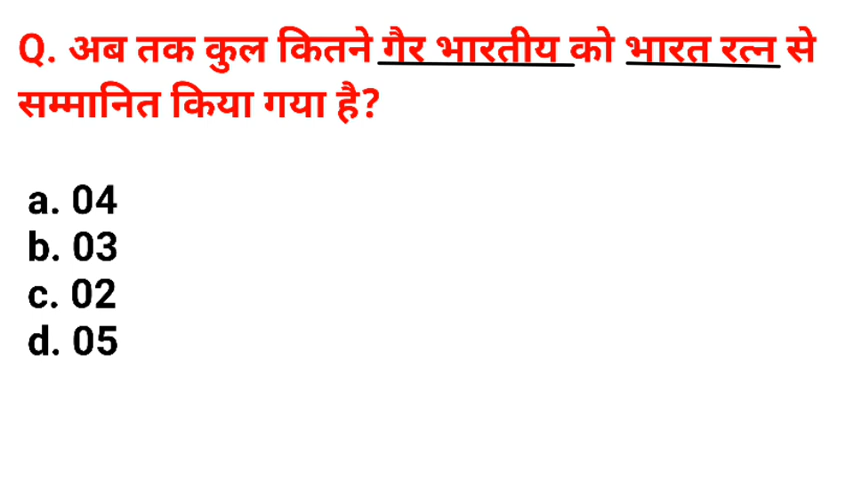 Q. अब तक कुल कितने गैर भारतीय को भारत रत्न से
सम्मानित किया गया है?
a. 04
b. 03
c. 02
d. 05